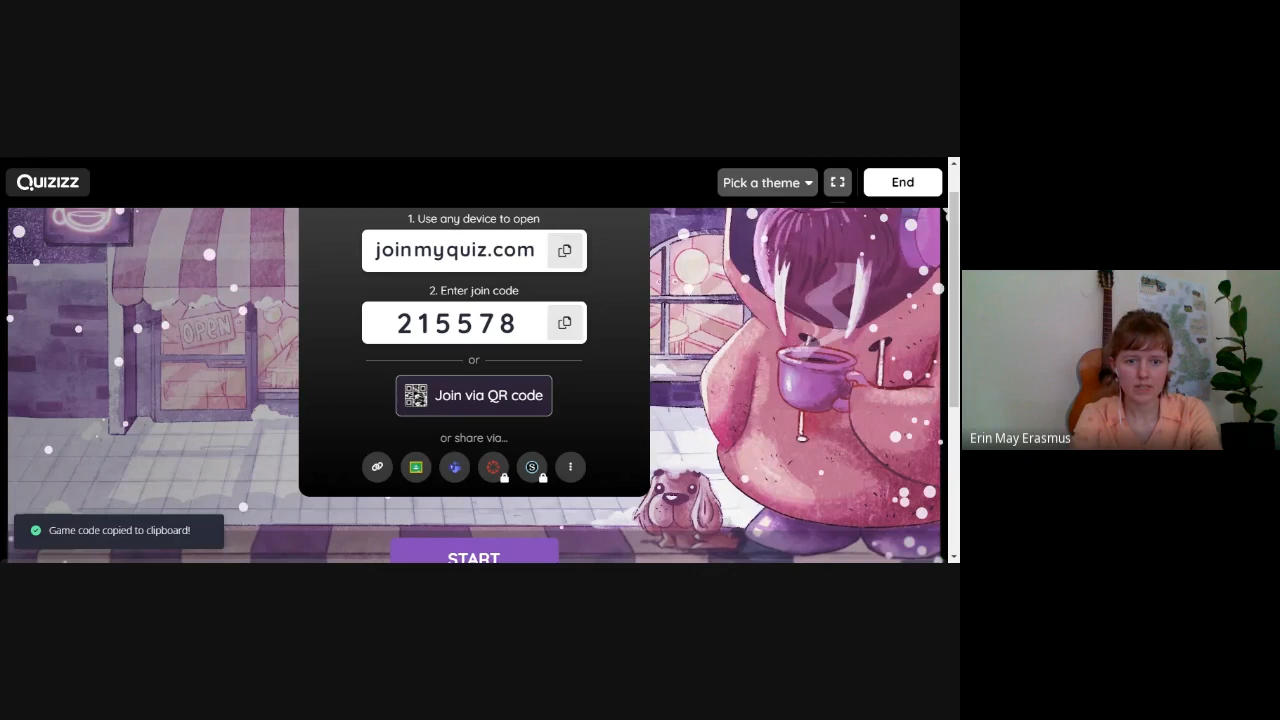 Quizizz
Pick a theme
End
1. Use any device to open
joinmyquiz.com
2. Enter join code
215578
or
Join via QR code
or share via...
OPEN
S
Game code copied to clipboard!
START
Erin May Erasmus